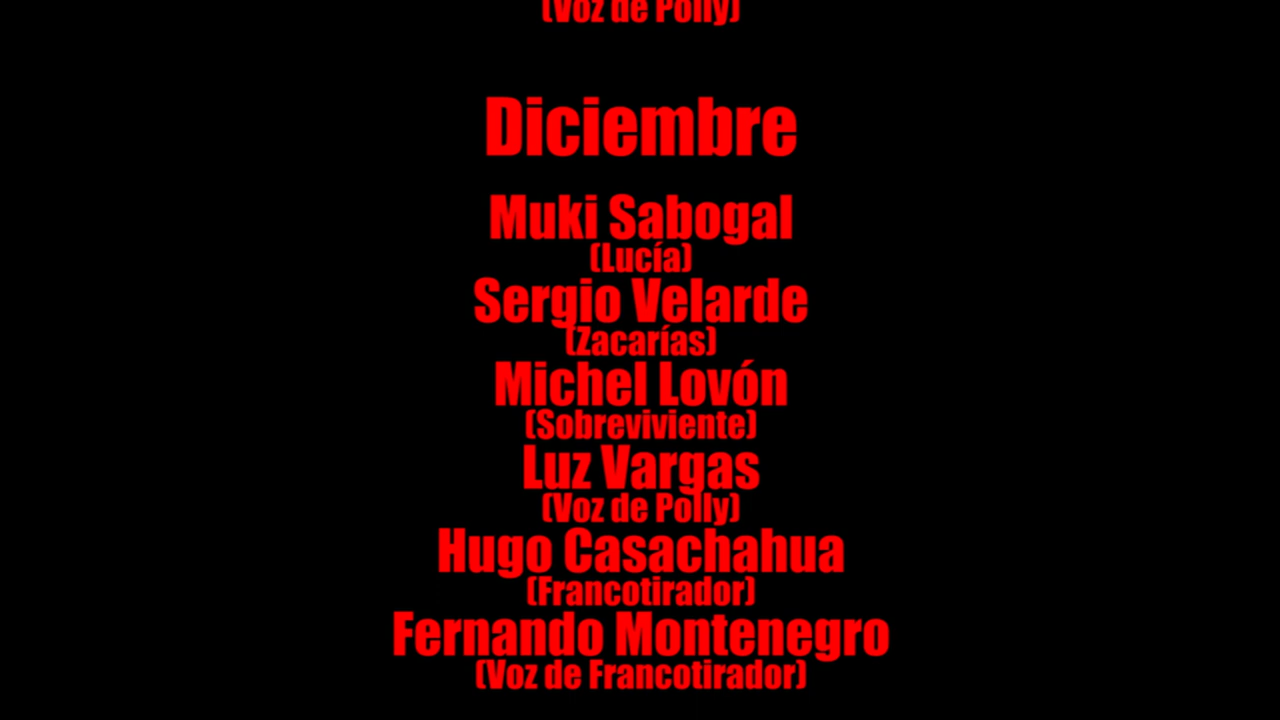 (Voz de Polly)
Diciembre
Muki Sabogal
(Lucía)
Sergio Velarde
(Zacarías)
Michel Lovón
(Sobreviviente)
Luz Vargas
(Voz de Polly)
Hugo Casachahua
(Francotirador)
Fernando Montenegro
(Voz de Francotirador)